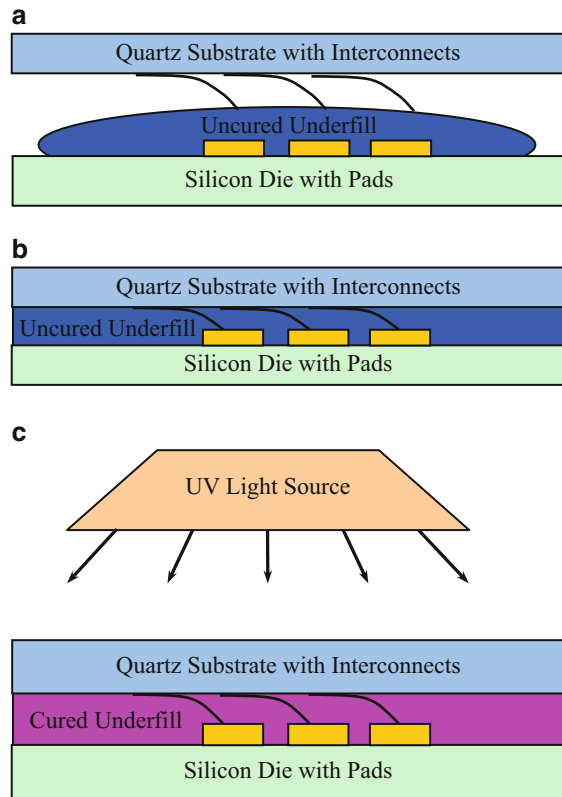 a
Quartz Substrate with Interconnects
Uncured Underfill
Silicon Die with Pads
b
Quartz Substrate with Interconnects
Uncured Underfill
Silicon Die with Pads
c
UV Light Source
Quartz Substrate with Interconnects
Cured Underfill
Silicon Die with Pads